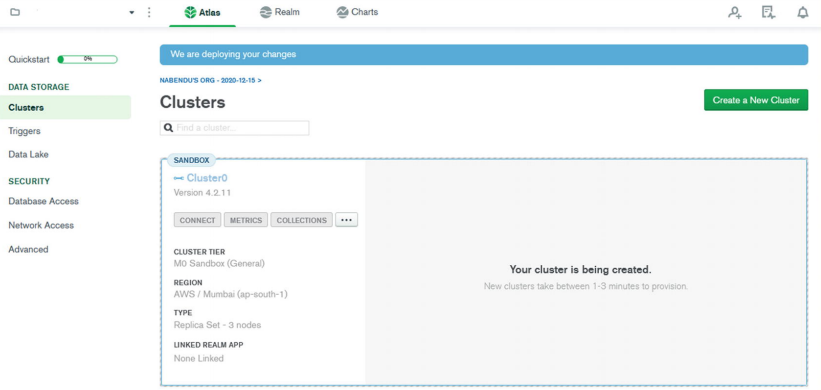 Atlas
Realm
Charts
Quickstart
0%
DATA STORAGE
Clusters
Triggers
Data Lake
SECURITY
Database Access
Network Access
Advanced
We are deploying your changes
NABENDU'S ORG - 2020-12-15 >
Clusters
Create a New Cluster
Find a cluster...
SANDBOX
Cluster0
Version 4.2.11
CONNECT METRICS COLLECTIONS ...
CLUSTER TIER
M0 Sandbox (General)
REGION
AWS / Mumbai (ap-south-1)
TYPE
Replica Set - 3 nodes
LINKED REALM APP
None Linked
Your cluster is being created.
New clusters take between 1-3 minutes to provision.